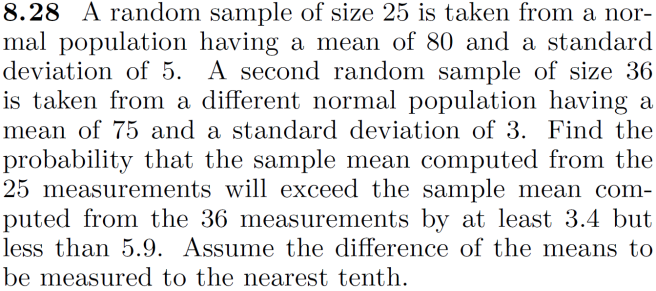 8.28 A random sample of size 25 is taken from a nor-
mal population having a mean of 80 and a standard
deviation of 5. A second random sample of size 36
is taken from a different normal population having a
mean of 75 and a standard deviation of 3. Find the
probability that the sample mean computed from the
25 measurements will exceed the sample mean com-
puted from the 36 measurements by at least 3.4 but
less than 5.9. Assume the difference of the means to
be measured to the nearest tenth.